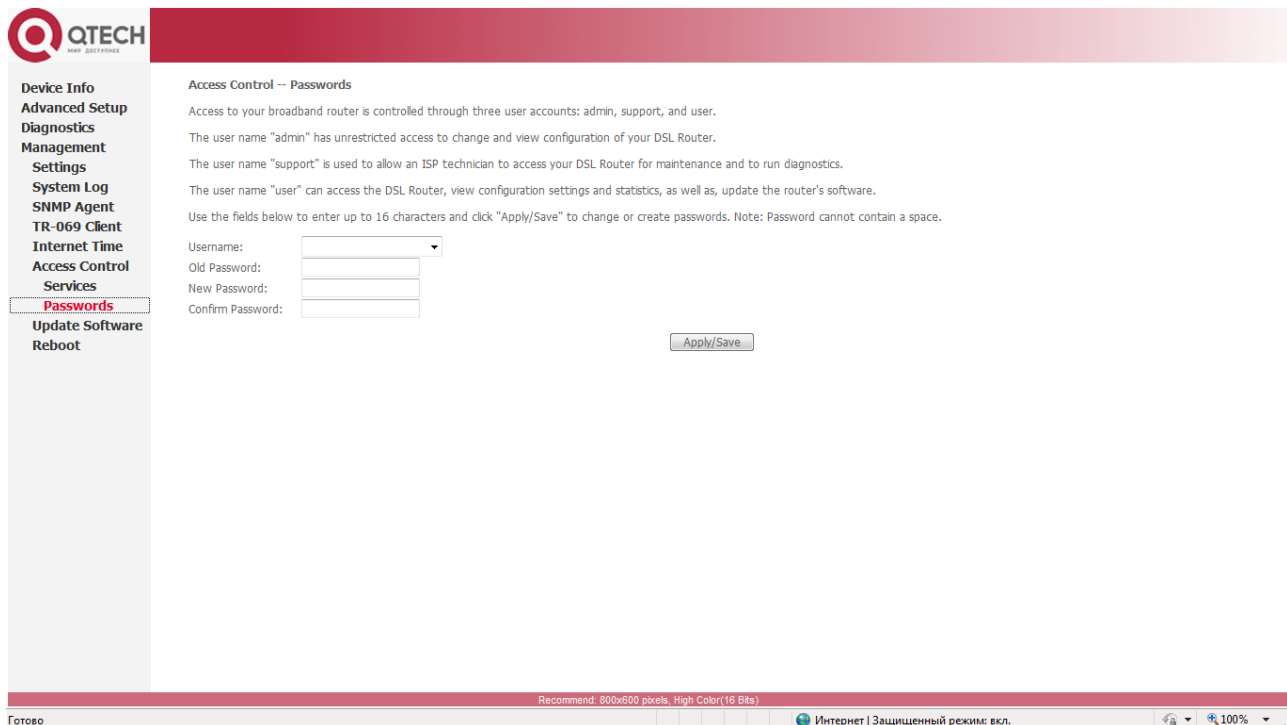 QTECH
МИР ДОСТУПНЕЕ
Device Info
Advanced Setup
Diagnostics
Management
Settings
System Log
SNMP Agent
TR-069 Client
Internet Time
Access Control
Services
Passwords
Update Software
Reboot
Access Control -- Passwords
Access to your broadband router is controlled through three user accounts: admin, support, and user.
The user name "admin" has unrestricted access to change and view configuration of your DSL Router.
The user name "support" is used to allow an ISP technician to access your DSL Router for maintenance and to run diagnostics.
The user name "user" can access the DSL Router, view configuration settings and statistics, as well as, update the router's software.
Use the fields below to enter up to 16 characters and click "Apply/Save" to change or create passwords. Note: Password cannot contain a space.
Username:
Old Password:
New Password:
Confirm Password:
Apply/Save
Recommend: 800x600 pixels, High Color(16 Bits)
Готово
Интернет | Защищенный режим: вкл.
100%